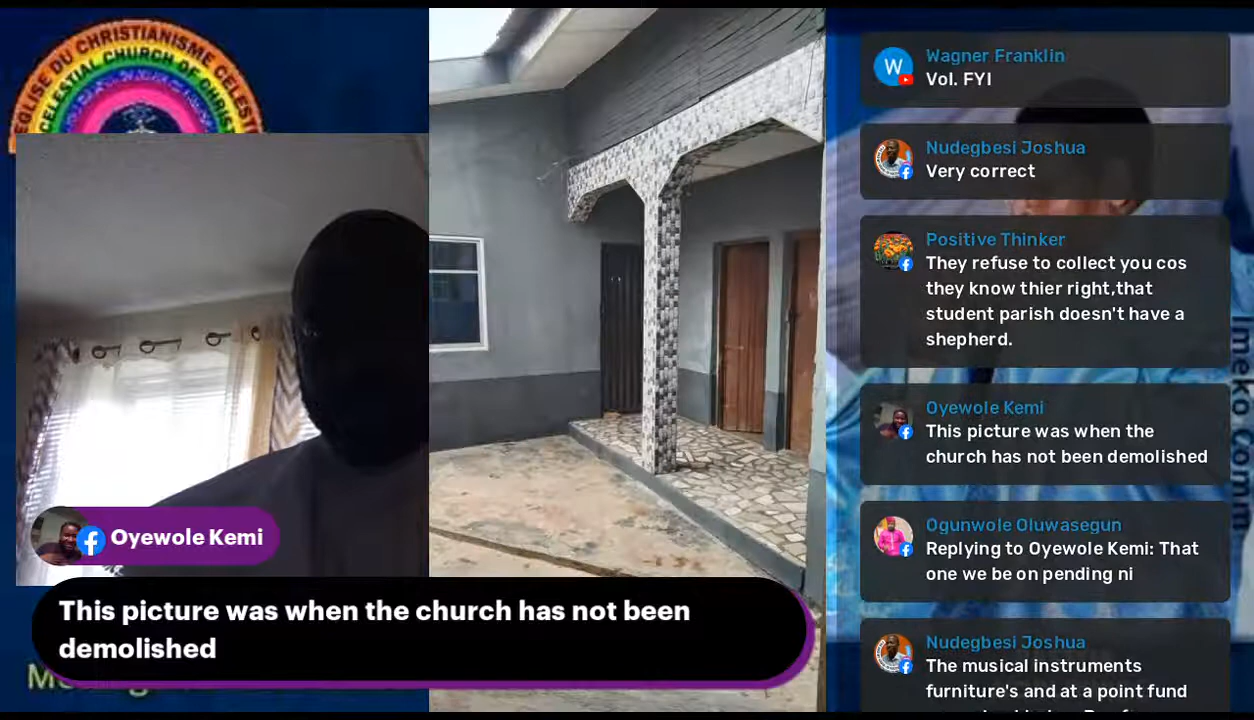 EGLISE DU CHRISTIANISME CELEST
CELESTIAL CHURCH OF CHRIST
Oyewole Kemi
This picture was when the church has not been
demolished
Wagner Franklin
Vol. FYI
Nudegbesi Joshua
Very correct
Positive Thinker
They refuse to collect you cos
they know thier right,that
student parish doesn't have a
shepherd.
Oyewole Kemi
This picture was when the
church has not been demolished
Ogunwole Oluwasegun
Replying to Oyewole Kemi: That
one we be on pending ni
Nudegbesi Joshua
The musical instruments
furniture's and at a point fund
W